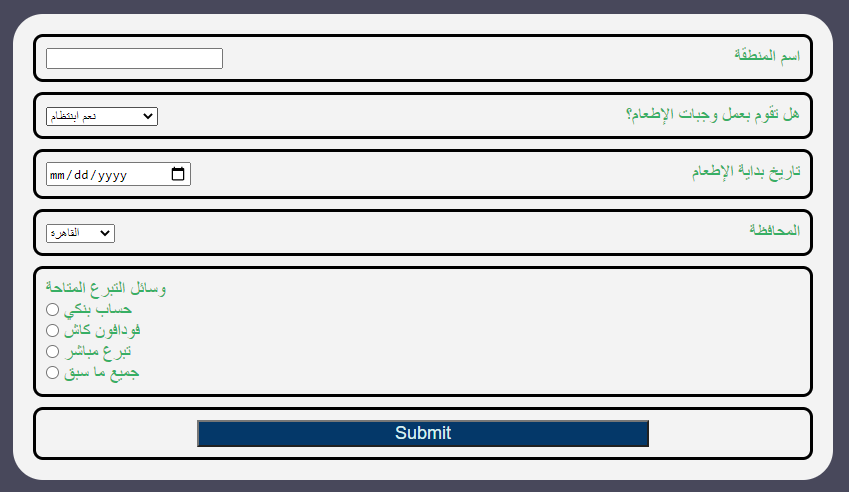 اسم المنطقة
هل تقوم بعمل وجبات الإطعام؟ نعم ابنتظام
تاريخ بداية الإطعام mm/dd/yyyy
المحافظة القاهرة
وسائل التبرع المتاحة
حساب بنكي
فودافون كاش
تبرع مباشر
جميع ما سبق
Submit